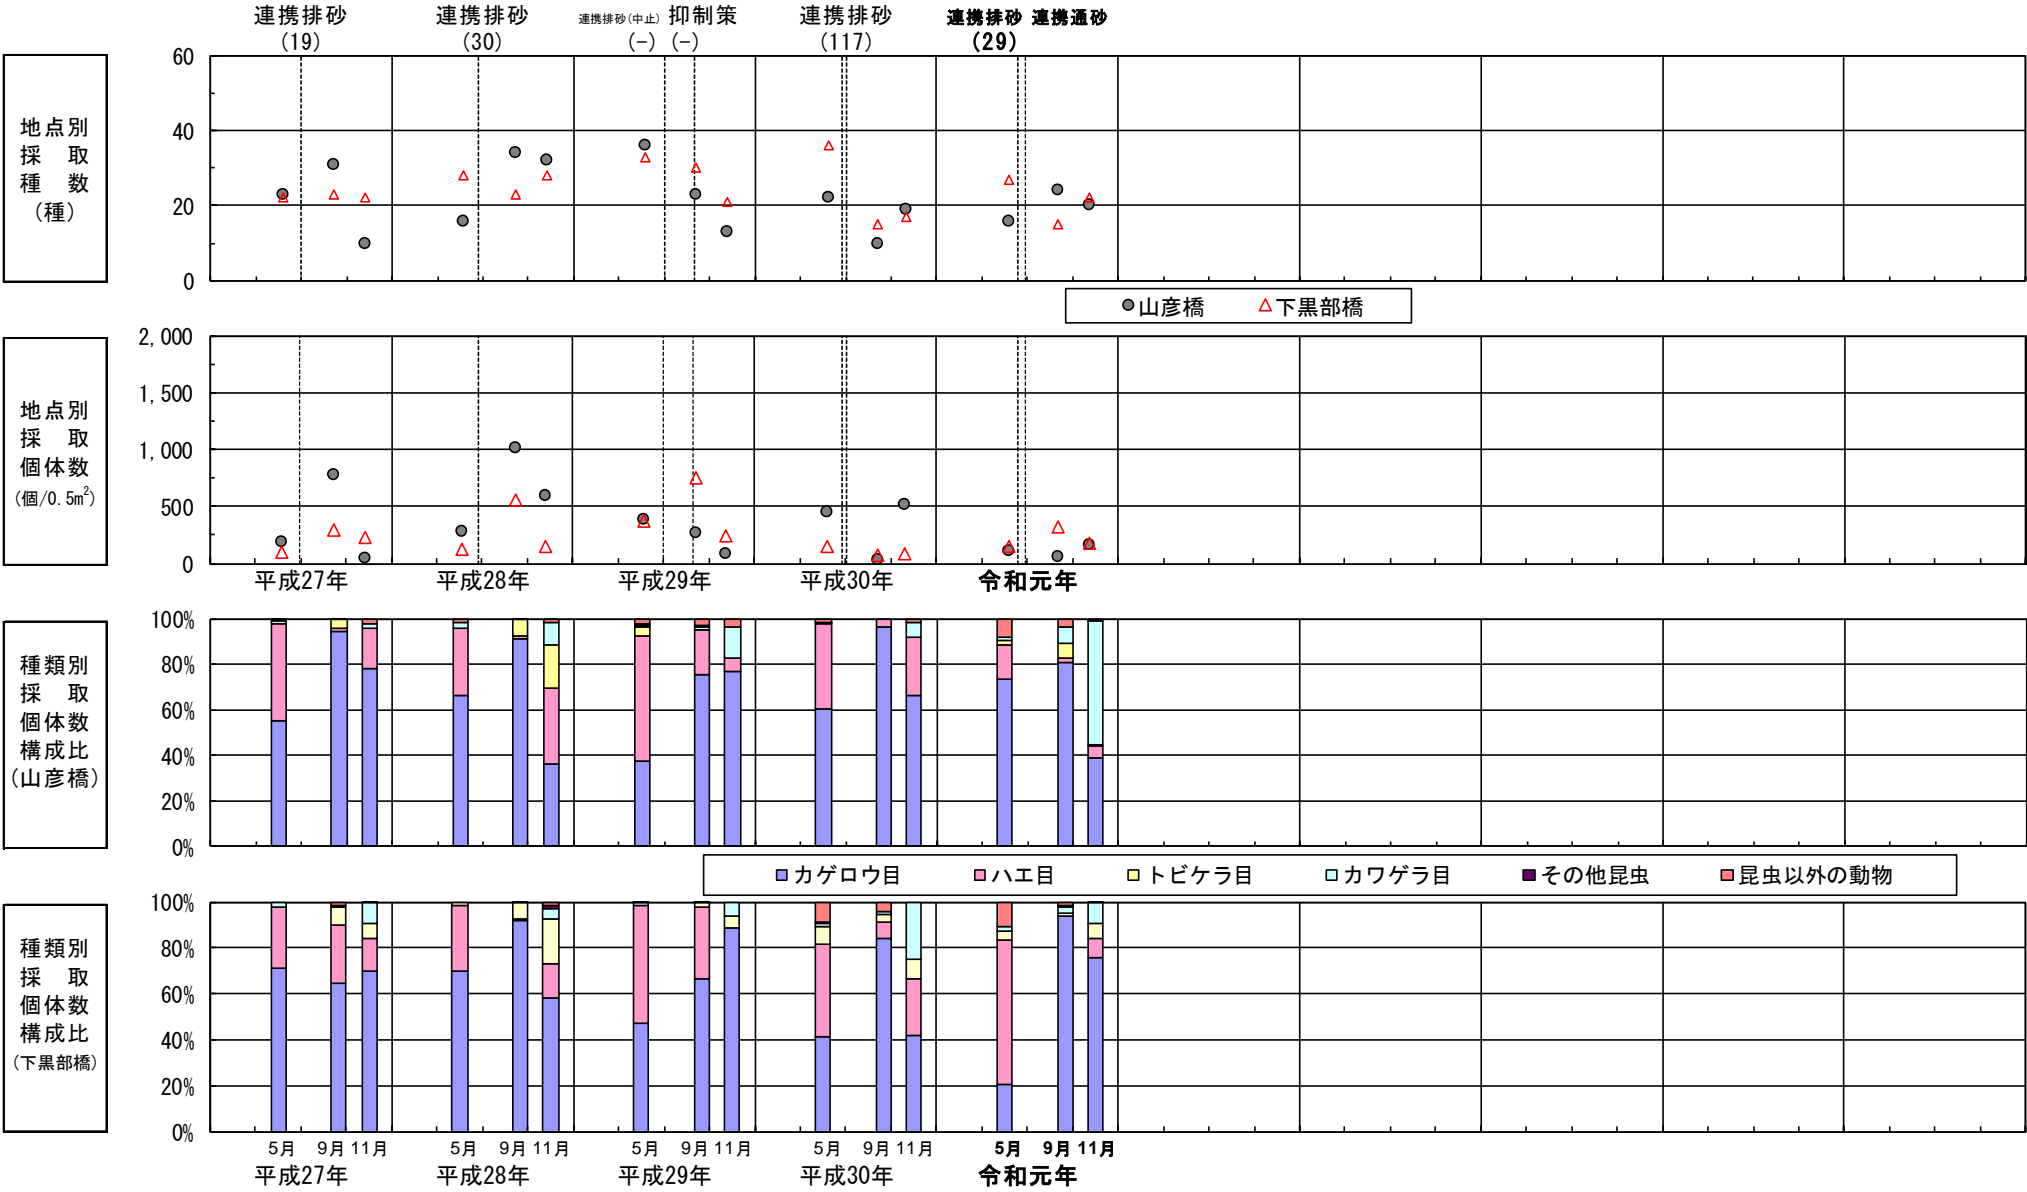 連携排砂 連携排砂 連携排砂(中止) 抑制策 連携排砂 連携排砂 連携通砂
(19) (30) (-) (-) (117) (29)
地点別
採 取
種 数
(種)
60
40
20
0
山彦橋 下黒部橋
地点別
採 取
個体数
(個/0.5m²)
2,000
1,500
1,000
500
0
平成27年 平成28年 平成29年 平成30年 令和元年
種類別
採 取
個体数
構成比
(山彦橋)
100%
80%
60%
40%
20%
0%
カゲロウ目 ハエ目 トビケラ目 カワゲラ目 その他昆虫 昆虫以外の動物
種類別
採 取
個体数
構成比
(下黒部橋)
100%
80%
60%
40%
20%
0%
5月 9月 11月 5月 9月 11月 5月 9月 11月 5月 9月 11月 5月 9月 11月
平成27年 平成28年 平成29年 平成30年 令和元年